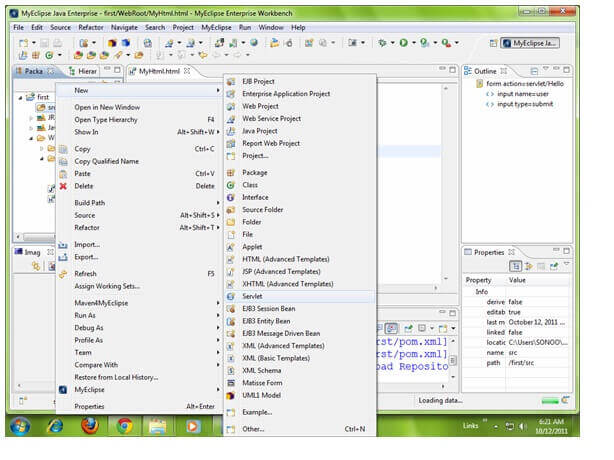 MyEclipse Java Enterprise - first/WebRoot/MyHtml.html - MyEclipse Enterprise Workbench
File Edit Source Refactor Navigate Search Project MyEclipse Run Window Help
MyEclipse Ja...
Packa
Hierar
MyHtml.html
Outline
first
form action=servlet/Hello
input name=user
input type=submit
New
Open in New Window
Open Type Hierarchy F4
Show In Alt+Shift+W
Copy Ctrl+C
Copy Qualified Name
Paste Ctrl+V
Delete Delete
Build Path
Source Alt+Shift+S
Refactor Alt+Shift+T
Import...
Export...
Refresh F5
Assign Working Sets...
Maven4MyEclipse
Run As
Debug As
Profile As
Team
Compare With
Restore from Local History...
MyEclipse
Properties Alt+Enter
EJB Project
Enterprise Application Project
Web Project
Web Service Project
Java Project
Report Web Project
Project...
Package
Class
Interface
Source Folder
Folder
File
Applet
HTML (Advanced Templates)
JSP (Advanced Templates)
XHTML (Advanced Templates)
Servlet
EJB3 Session Bean
EJB3 Entity Bean
EJB3 Message Driven Bean
XML (Advanced Templates)
XML (Basic Templates)
XML Schema
Matisse Form
UML1 Model
Example...
Other... Ctrl+N
Imag
Properties
Property Value
Info
derive false
editab true
last m October 12, 2011 ...
linked false
locatic C:\Users\SONOO\...
name src
path /first/src
rst/pom.xml]
rst/pom.xml]
oad Reposito
Loading data...
Links
6:21 AM
10/12/2011